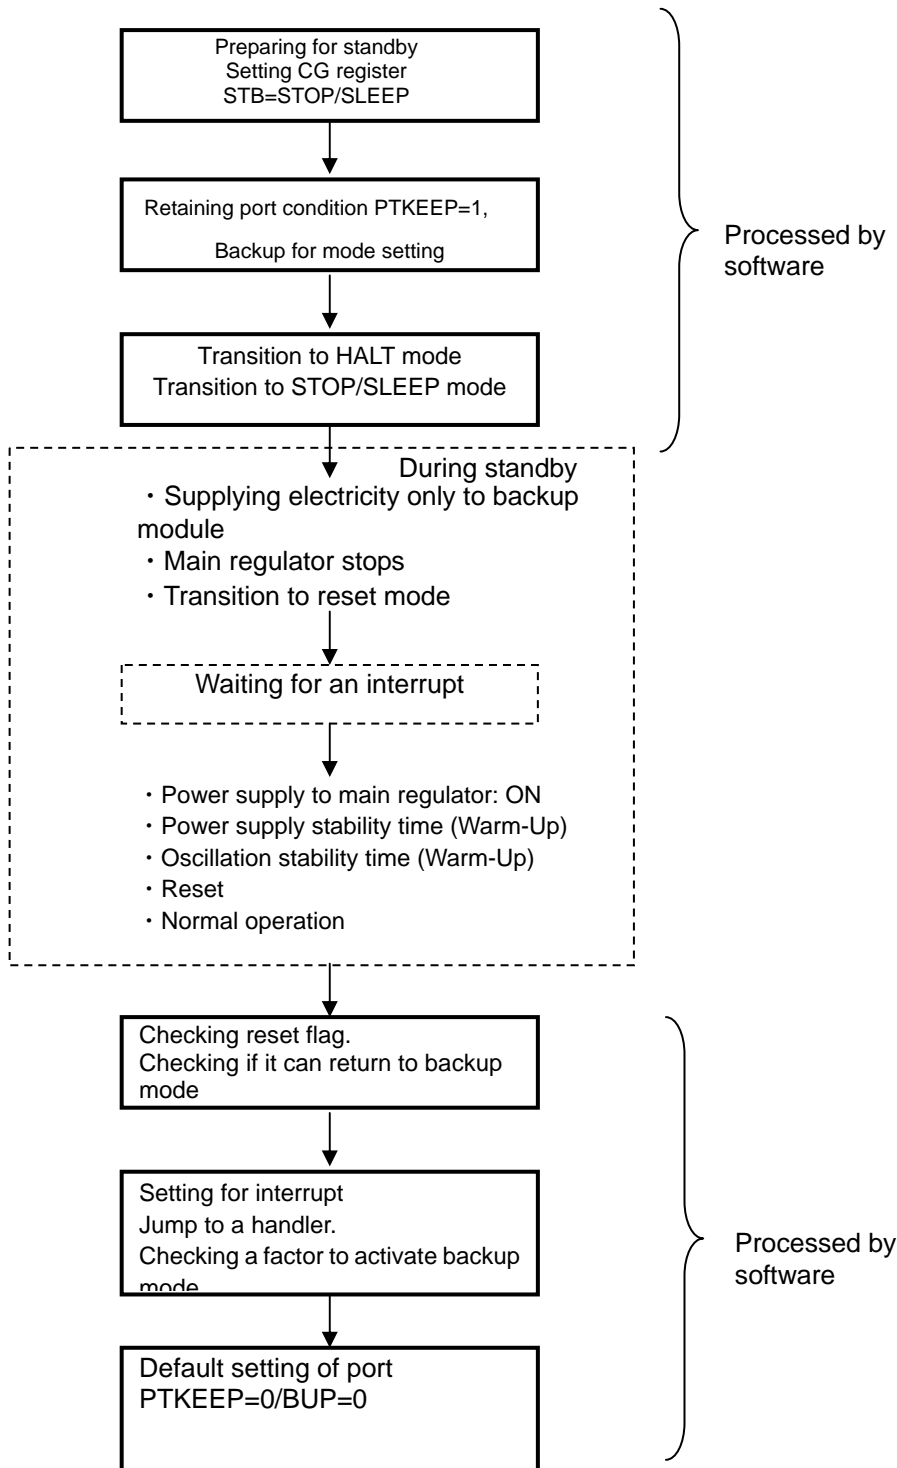 Preparing for standby
Setting CG register
STB=STOP/SLEEP
Retaining port condition PTKEEP=1,
Backup for mode setting
Processed by
software
Transition to HALT mode
Transition to STOP/SLEEP mode
During standby
・Supplying electricity only to backup
module
・Main regulator stops
・Transition to reset mode
Waiting for an interrupt
・Power supply to main regulator: ON
・Power supply stability time (Warm-Up)
・Oscillation stability time (Warm-Up)
・Reset
・Normal operation
Checking reset flag.
Checking if it can return to backup
mode
Setting for interrupt
Jump to a handler.
Checking a factor to activate backup
mode
Processed by
software
Default setting of port
PTKEEP=0/BUP=0